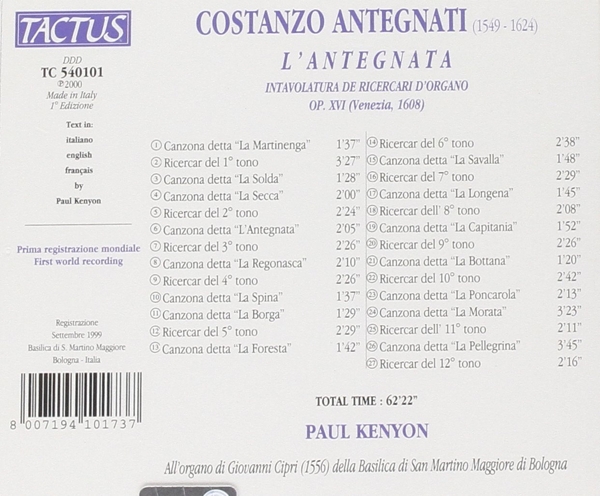 TACTUS
DDD
TC 540101
℗2000
Made in Italy
1° Edizione
Text in:
italiano
english
français
by
Paul Kenyon
Prima registrazione mondiale
First world recording
Registrazione
Settembre 1999
Basilica di S. Martino Maggiore
Bologna - Italia
8 007194 101737
COSTANZO ANTEGNATI (1549 - 1624)
L'ANTEGNATA
INTAVOLATURA DE RICERCARI D'ORGANO
OP. XVI (Venezia, 1608)
① Canzona detta “La Martinenga” 1'37”
② Ricercar del 1° tono 3'27”
③ Canzona detta “La Solda” 1'28”
④ Canzona detta “La Secca” 2'00”
⑤ Ricercar del 2° tono 2'24”
⑥ Canzona detta “L'Antegnata” 2'05”
⑦ Ricercar del 3° tono 2'26”
⑧ Canzona detta “La Regonasca” 2'10”
⑨ Ricercar del 4° tono 2'26”
⑩ Canzona detta “La Spina” 1'37”
⑪ Canzona detta “La Borga” 1'29”
⑫ Ricercar del 5° tono 2'29”
⑬ Canzona detta “La Foresta” 1'42”
⑭ Ricercar del 6° tono 2'38”
⑮ Canzona detta “La Savalla” 1'48”
⑯ Ricercar del 7° tono 2'29”
⑰ Canzona detta “La Longena” 1'45”
⑱ Ricercar dell' 8° tono 2'08”
⑲ Canzona detta “La Capitania” 1'52”
⑳ Ricercar del 9° tono 2'26”
㉑ Canzona detta “La Bottana” 1'20”
㉒ Ricercar del 10° tono 2'42”
㉓ Canzona detta “La Poncarola” 2'13”
㉔ Canzona detta “La Morata” 3'23”
㉕ Ricercar dell' 11° tono 2'11”
㉖ Canzona detta “La Pellegrina” 3'45”
㉗ Ricercar del 12° tono 2'16”
TOTAL TIME : 62'22”
PAUL KENYON
All'organo di Giovanni Cipri (1556) della Basilica di San Martino Maggiore di Bologna